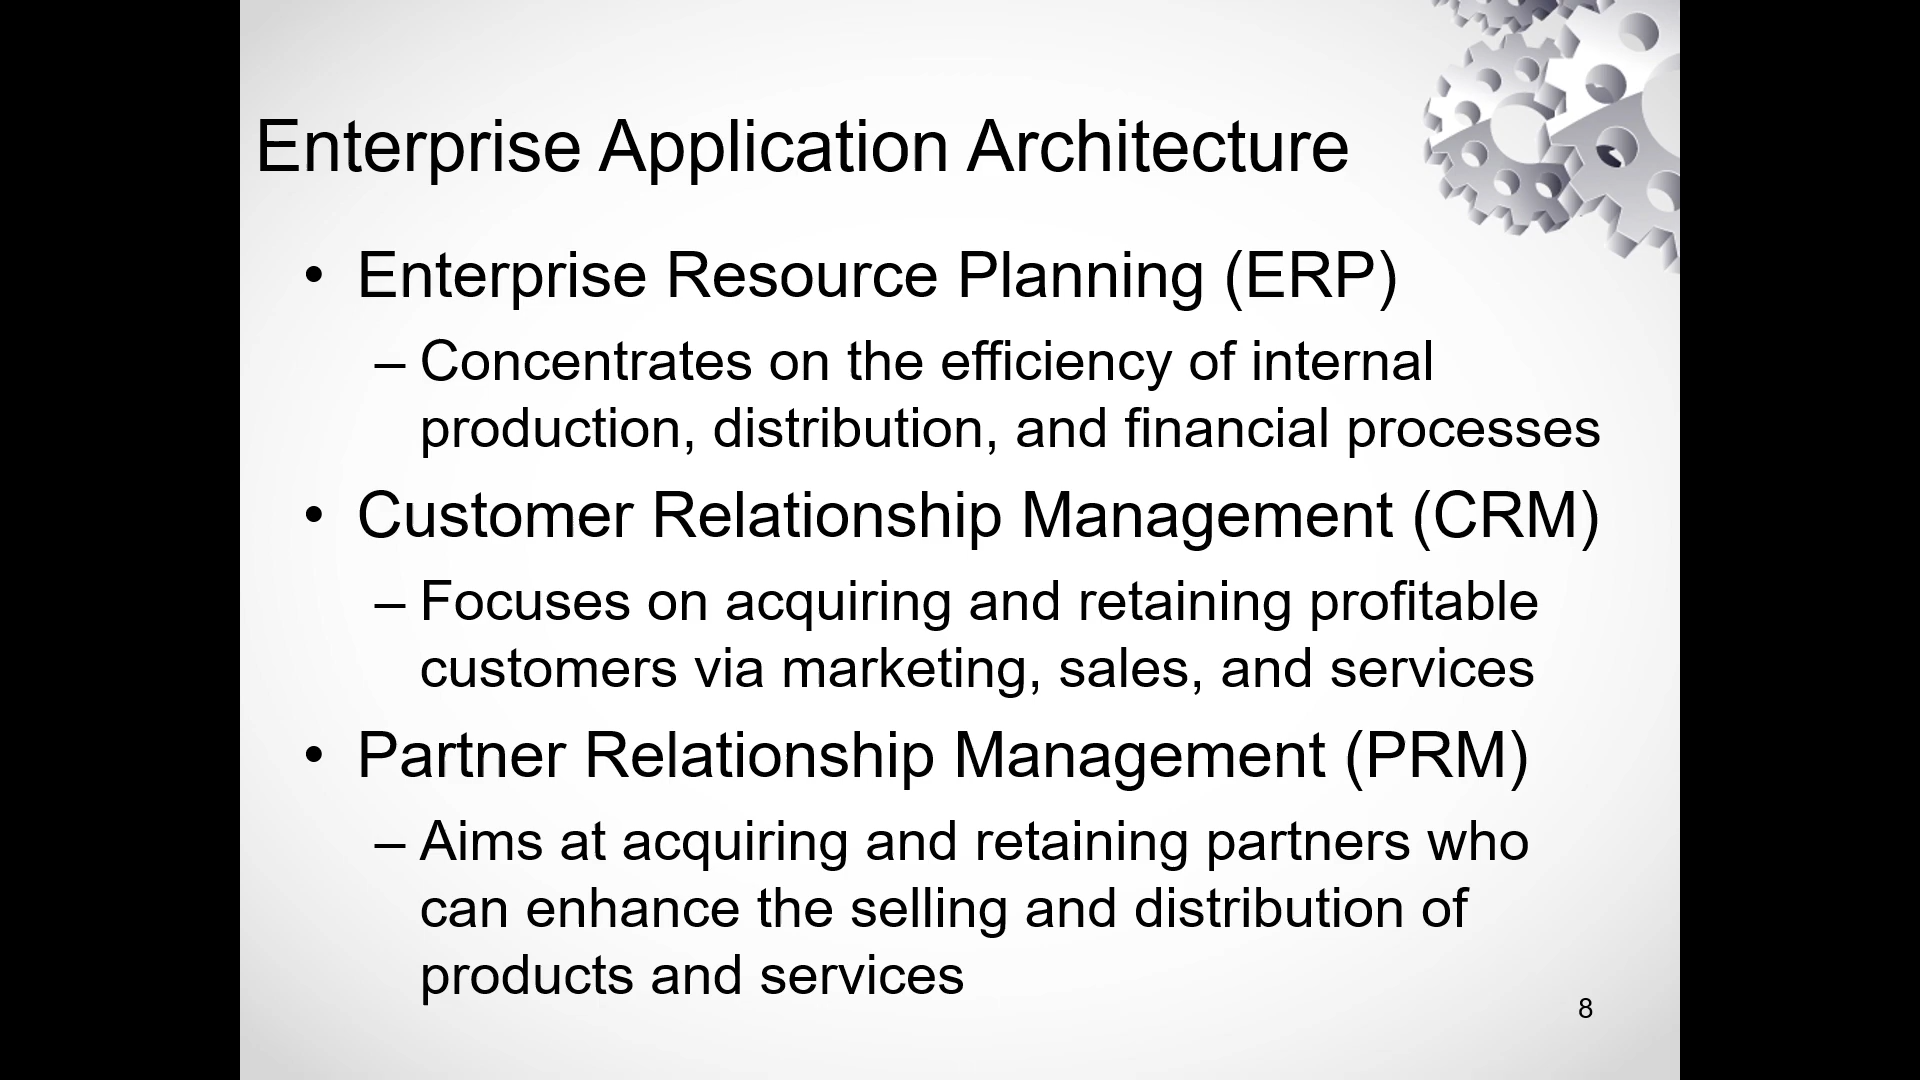 Enterprise Application Architecture
• Enterprise Resource Planning (ERP)
– Concentrates on the efficiency of internal
production, distribution, and financial processes
• Customer Relationship Management (CRM)
– Focuses on acquiring and retaining profitable
customers via marketing, sales, and services
• Partner Relationship Management (PRM)
– Aims at acquiring and retaining partners who
can enhance the selling and distribution of
products and services
8